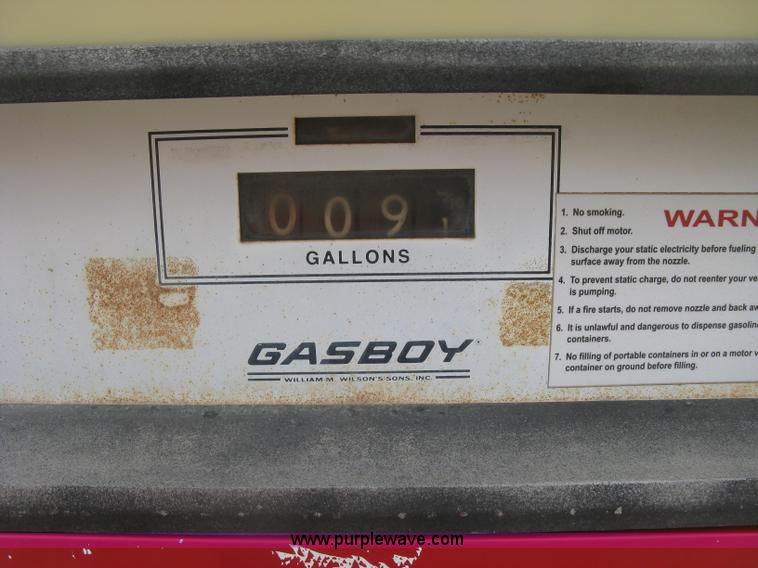 009
GALLONS
GASBOY
WILLIAM M. WILSON'S SONS, INC.
WARN
1. No smoking.
2. Shut off motor.
3. Discharge your static electricity before fueling
surface away from the nozzle.
4. To prevent static charge, do not reenter your ve
is pumping.
5. If a fire starts, do not remove nozzle and back aw
6. It is unlawful and dangerous to dispense gasoline
containers.
7. No filling of portable containers in or on a motor v
container on ground before filling.
www.purplewave.com